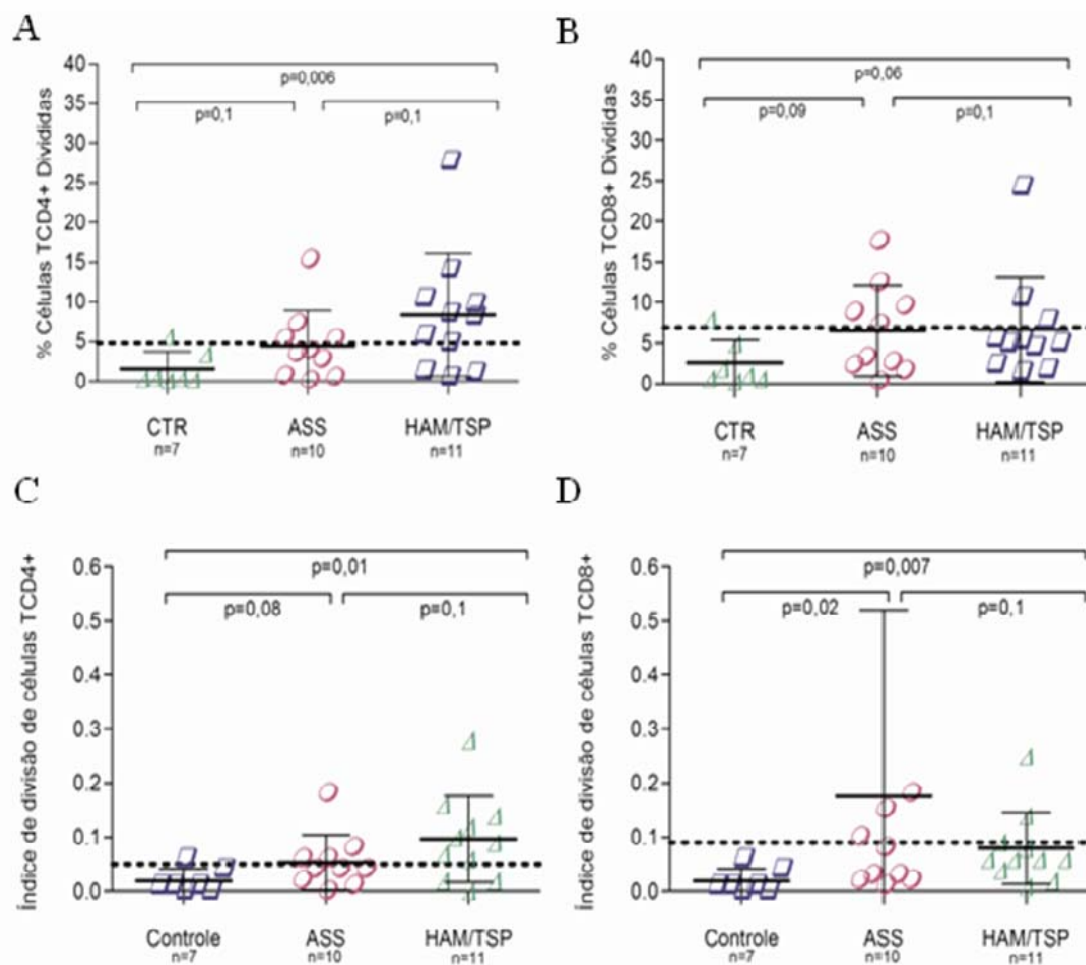 A
% Células TCD4+ Divididas
40
35
30
25
20
15
10
5
0
p=0,006
p=0,1
p=0,1
CTR
n=7
ASS
n=10
HAM/TSP
n=11
B
% Células TCD8+ Divididas
40
35
30
25
20
15
10
5
0
p=0,06
p=0,09
p=0,1
CTR
n=7
ASS
n=10
HAM/TSP
n=11
C
Índice de divisão de células TCD4+
0.6
0.5
0.4
0.3
0.2
0.1
0.0
p=0,01
p=0,08
p=0,1
Controle
n=7
ASS
n=10
HAM/TSP
n=11
D
Índice de divisão de células TCD8+
0.6
0.5
0.4
0.3
0.2
0.1
0.0
p=0,007
p=0,02
p=0,1
Controle
n=7
ASS
n=10
HAM/TSP
n=11